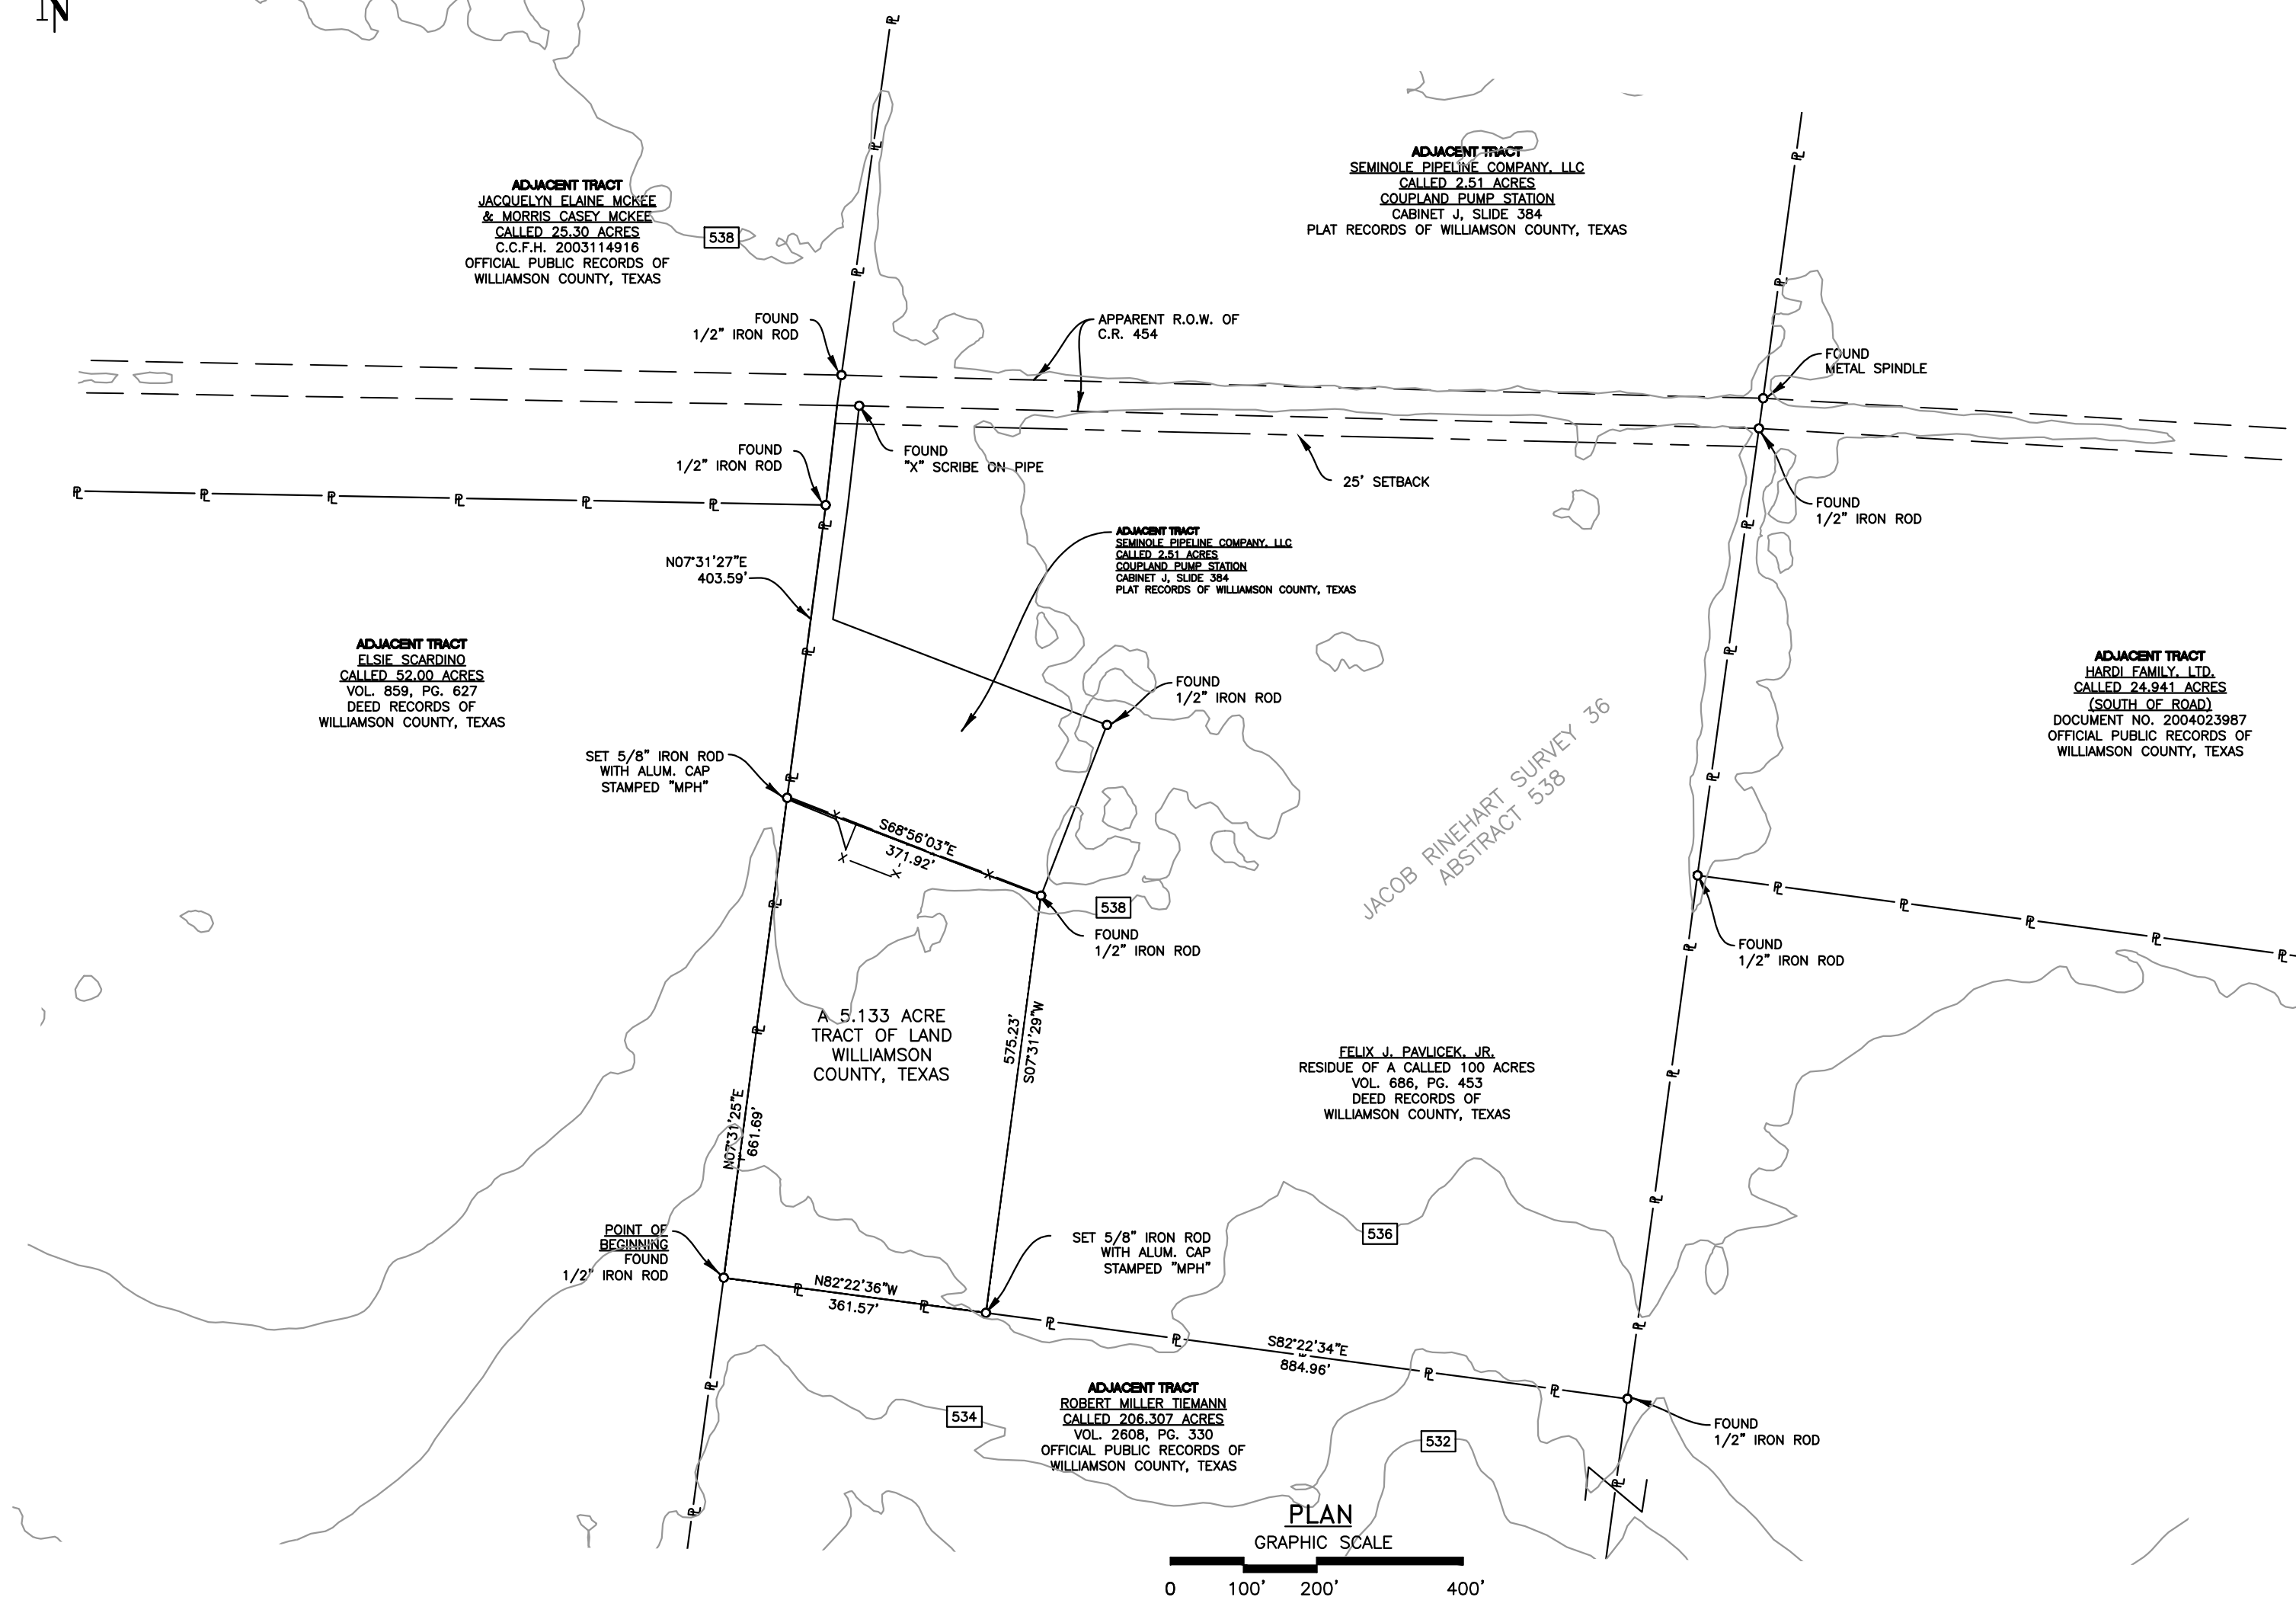 N
ADJACENT TRACT
JACQUELYN ELAINE MCKEE
& MORRIS CASEY MCKEE
CALLED 25.30 ACRES
C.C.F.H. 2003114916
OFFICIAL PUBLIC RECORDS OF
WILLIAMSON COUNTY, TEXAS
538
ADJACENT TRACT
SEMINOLE PIPELINE COMPANY, LLC
CALLED 2.51 ACRES
COUPLAND PUMP STATION
CABINET J, SLIDE 384
PLAT RECORDS OF WILLIAMSON COUNTY, TEXAS
FOUND
1/2" IRON ROD
APPARENT R.O.W. OF
C.R. 454
FOUND
METAL SPINDLE
FOUND
1/2" IRON ROD
FOUND
"X" SCRIBE ON PIPE
25' SETBACK
FOUND
1/2" IRON ROD
N07°31'27"E
403.59'
ADJACENT TRACT
SEMINOLE PIPELINE COMPANY, LLC
CALLED 2.51 ACRES
COUPLAND PUMP STATION
CABINET J, SLIDE 384
PLAT RECORDS OF WILLIAMSON COUNTY, TEXAS
ADJACENT TRACT
ELSIE SCARDINO
CALLED 52.00 ACRES
VOL. 859, PG. 627
DEED RECORDS OF
WILLIAMSON COUNTY, TEXAS
FOUND
1/2" IRON ROD
ADJACENT TRACT
HARDI FAMILY, LTD.
CALLED 24.941 ACRES
(SOUTH OF ROAD)
DOCUMENT NO. 2004023987
OFFICIAL PUBLIC RECORDS OF
WILLIAMSON COUNTY, TEXAS
SET 5/8" IRON ROD
WITH ALUM. CAP
STAMPED "MPH"
S68°56'03"E
371.92'
JACOB RINEHART SURVEY 36
ABSTRACT 538
538
FOUND
1/2" IRON ROD
FOUND
1/2" IRON ROD
A 5.133 ACRE
TRACT OF LAND
WILLIAMSON
COUNTY, TEXAS
575.23'
S07°31'29"W
FELIX J. PAVLICEK, JR.
RESIDUE OF A CALLED 100 ACRES
VOL. 686, PG. 453
DEED RECORDS OF
WILLIAMSON COUNTY, TEXAS
N07°31'25"E
661.69'
POINT OF
BEGINNING
FOUND
1/2" IRON ROD
SET 5/8" IRON ROD
WITH ALUM. CAP
STAMPED "MPH"
536
N82°22'36"W
361.57'
S82°22'34"E
884.96'
ADJACENT TRACT
ROBERT MILLER TIEMANN
CALLED 206.307 ACRES
VOL. 2608, PG. 330
OFFICIAL PUBLIC RECORDS OF
WILLIAMSON COUNTY, TEXAS
534
532
FOUND
1/2" IRON ROD
PLAN
GRAPHIC SCALE
0 100' 200' 400'